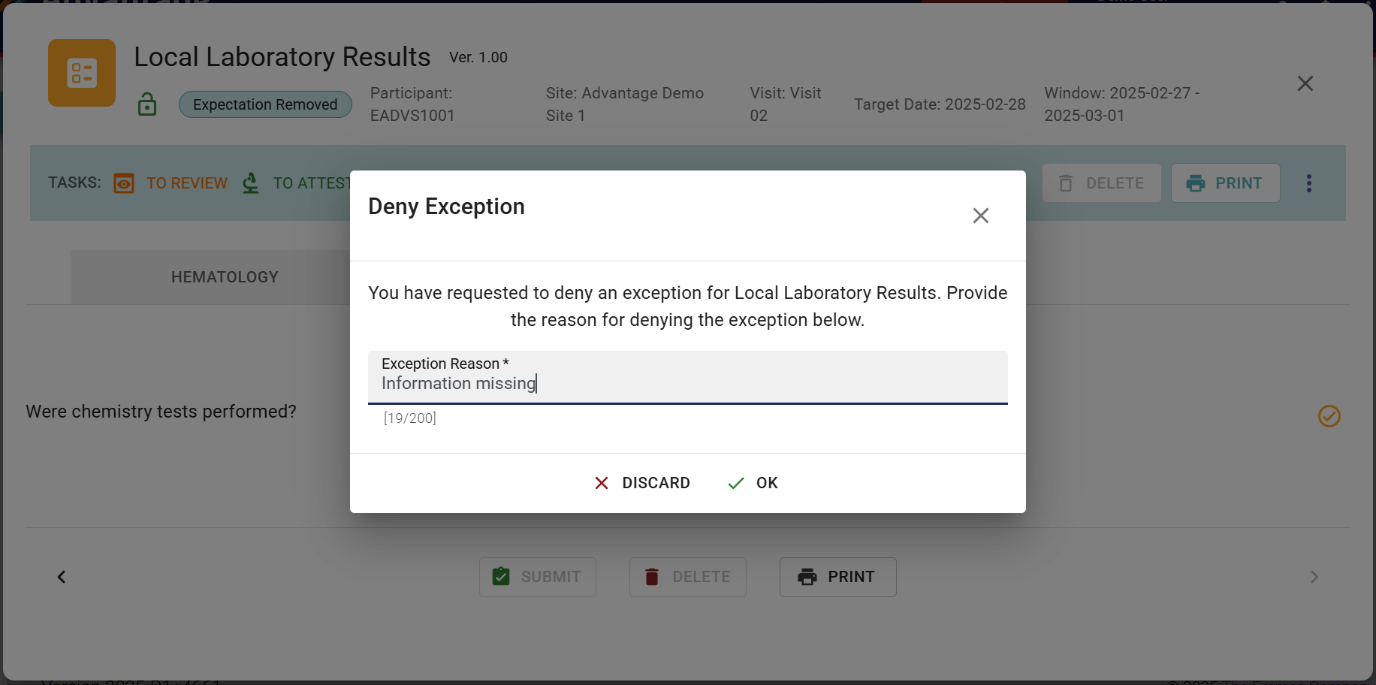 Local Laboratory Results Ver. 1.00
Expectation Removed
Participant:
EADVS1001
Site: Advantage Demo
Site 1
Visit: Visit
02
Target Date: 2025-02-28
Window: 2025-02-27 -
2025-03-01
TASKS: TO REVIEW TO ATTEST
DELETE PRINT
HEMATOLOGY
Deny Exception
You have requested to deny an exception for Local Laboratory Results. Provide
the reason for denying the exception below.
Exception Reason *
Information missing
[19/200]
Were chemistry tests performed?
DISCARD OK
SUBMIT DELETE PRINT